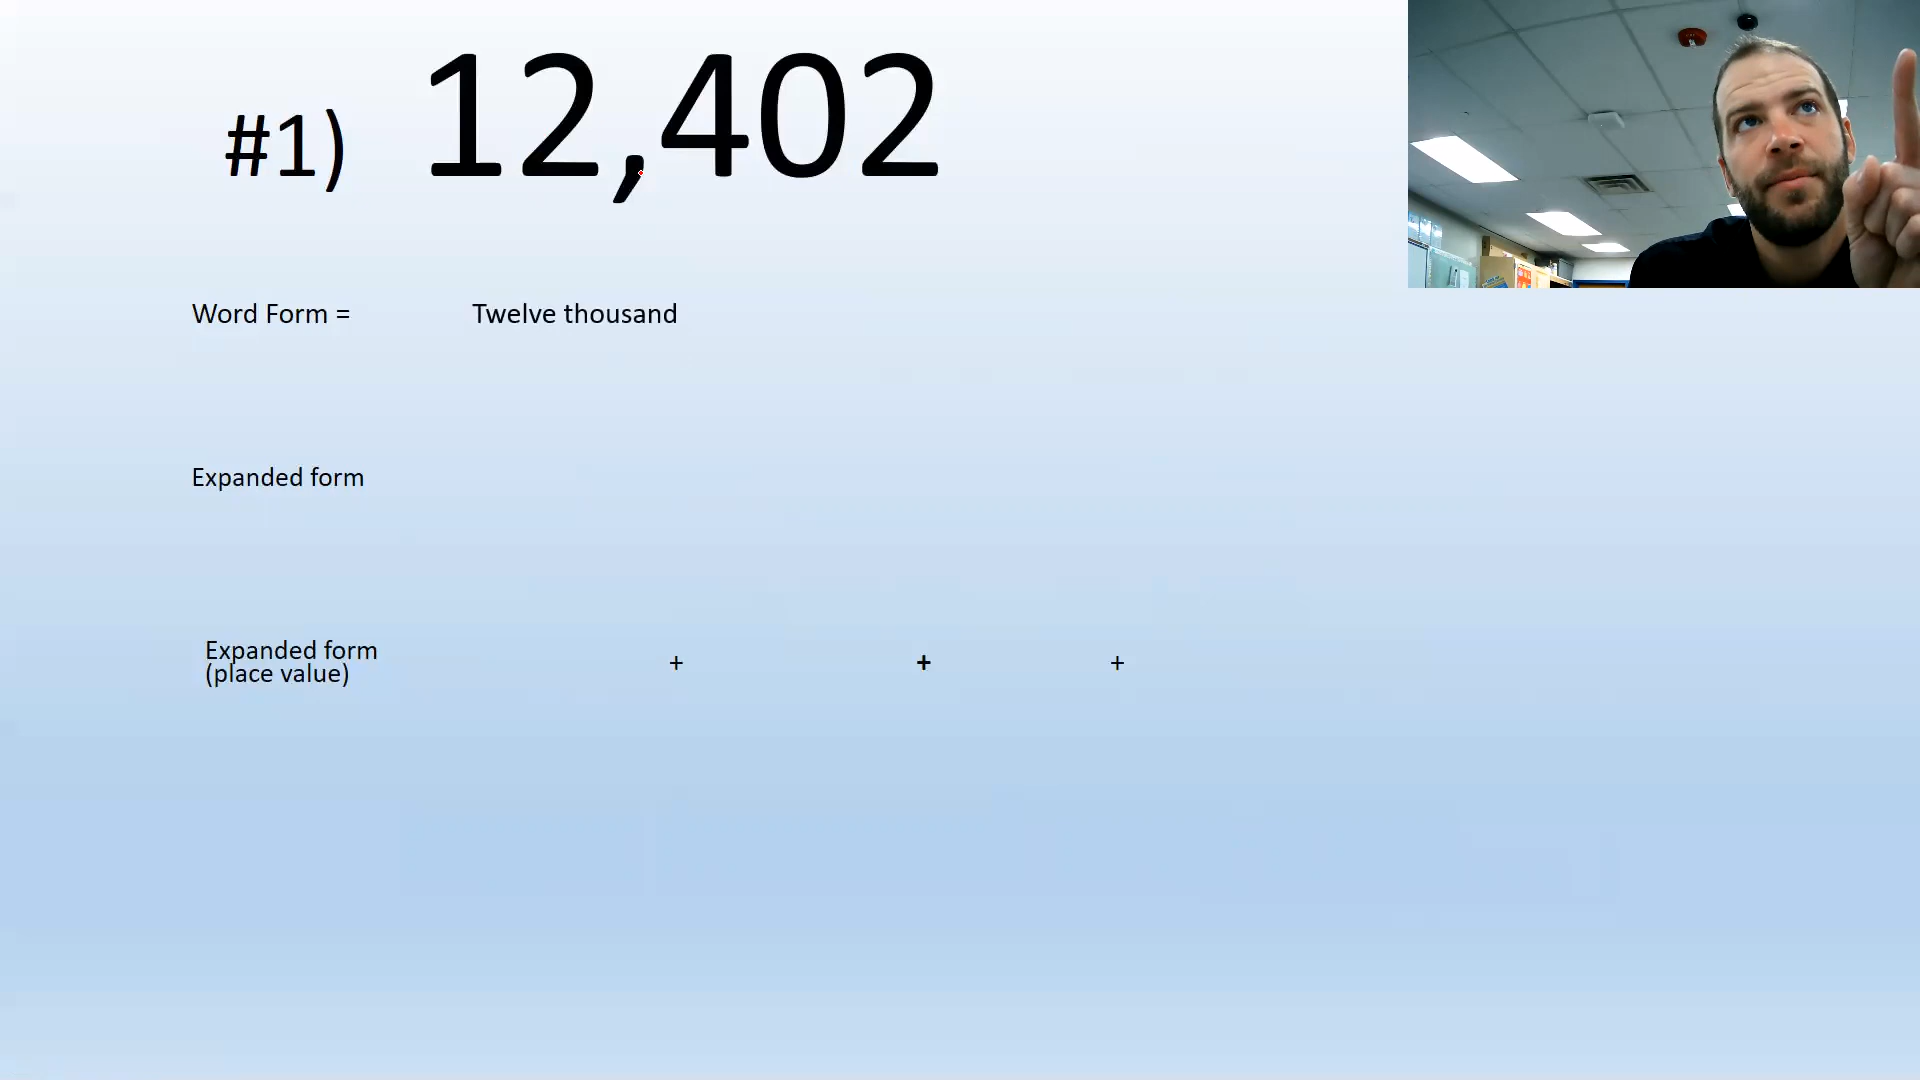 #1) 12,402
Word Form = Twelve thousand
Expanded form
Expanded form
(place value)
+ + +